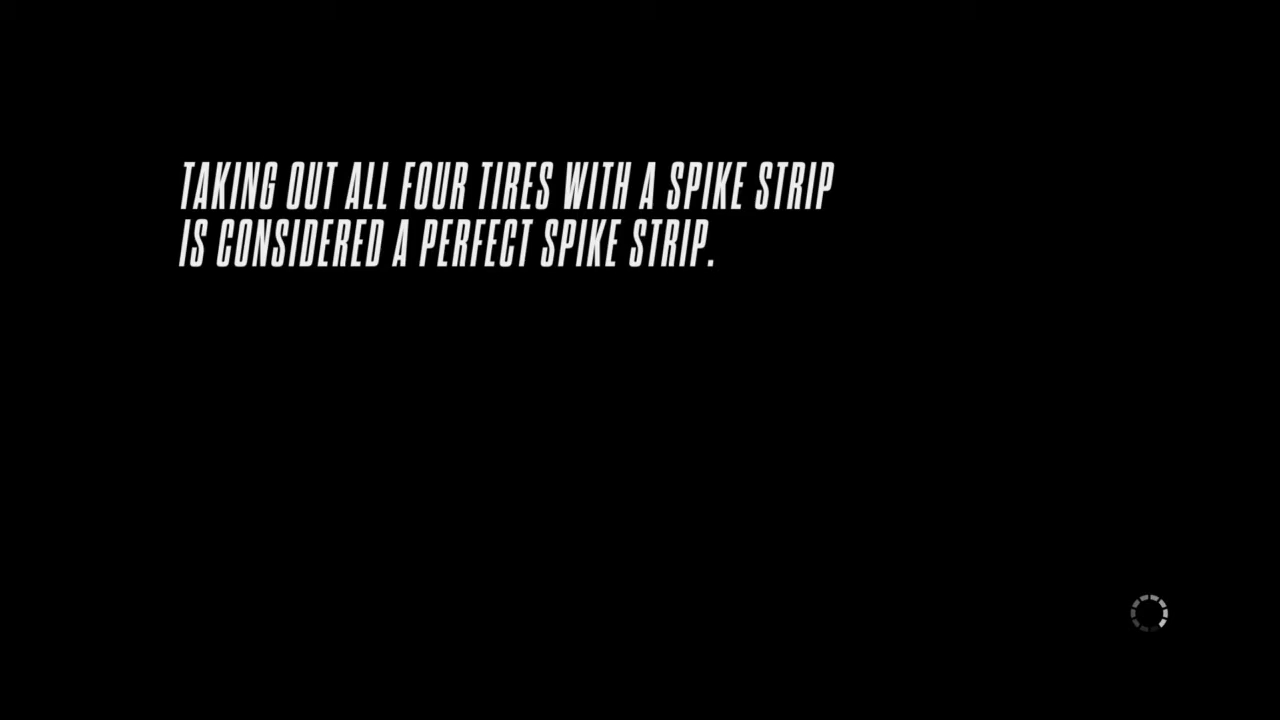 TAKING OUT ALL FOUR TIRES WITH A SPIKE STRIP
IS CONSIDERED A PERFECT SPIKE STRIP.